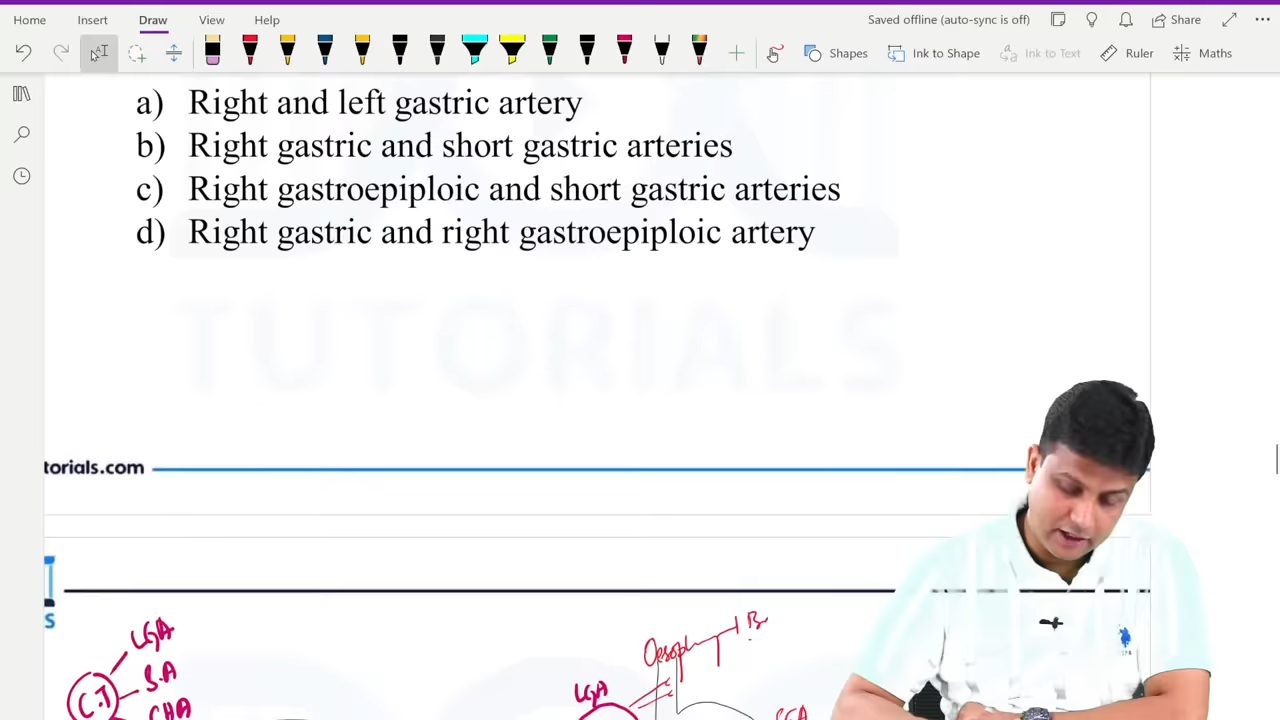 Home Insert Draw View Help Saved offline (auto-sync is off) Share
Shapes Ink to Shape Ink to Text Ruler Maths
a) Right and left gastric artery
b) Right gastric and short gastric arteries
c) Right gastroepiploic and short gastric arteries
d) Right gastric and right gastroepiploic artery
TUTORIALS
torials.com
LGA
S.A
C.T
CHA
LGA